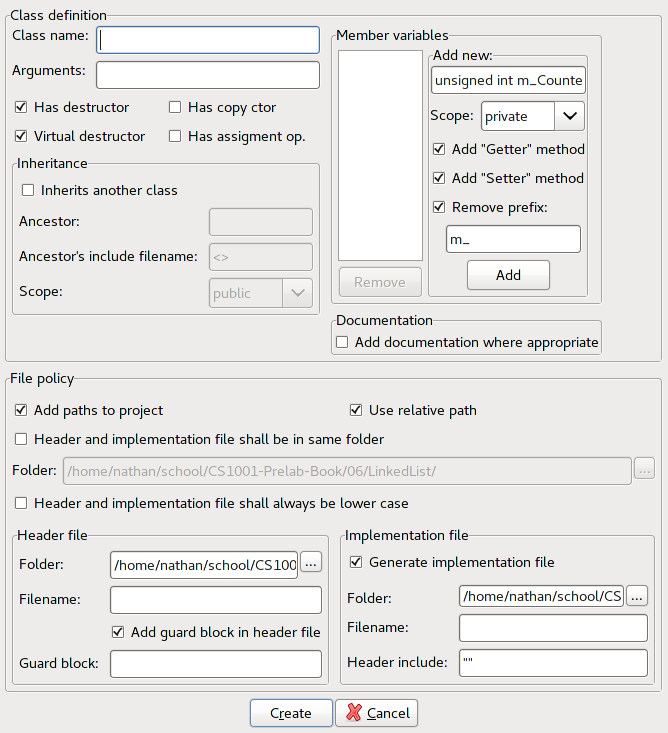 Class definition
Class name:
Arguments:
Has destructor
Has copy ctor
Virtual destructor
Has assigment op.
Inheritance
Inherits another class
Ancestor:
Ancestor's include filename: <>
Scope: public
Member variables
Remove
Add new:
unsigned int m_Counte
Scope: private
Add "Getter" method
Add "Setter" method
Remove prefix:
m_
Add
Documentation
Add documentation where appropriate
File policy
Add paths to project
Use relative path
Header and implementation file shall be in same folder
Folder: /home/nathan/school/CS1001-Prelab-Book/06/LinkedList/ ...
Header and implementation file shall always be lower case
Header file
Folder: /home/nathan/school/CS100 ...
Filename:
Add guard block in header file
Guard block:
Implementation file
Generate implementation file
Folder: /home/nathan/school/CS ...
Filename:
Header include: ""
Create
Cancel